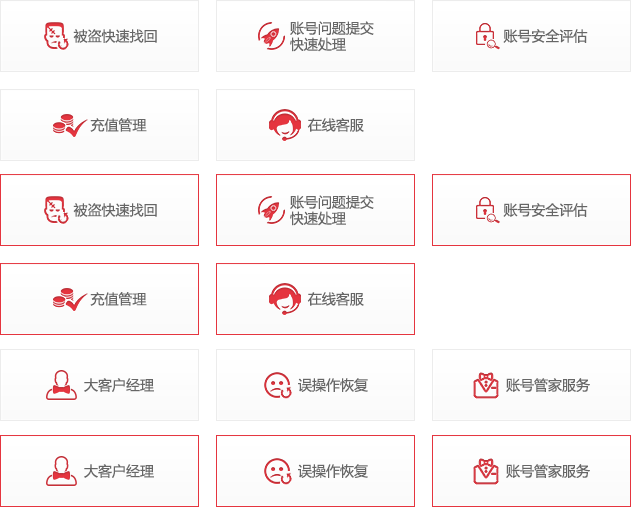 被盗快速找回
账号问题提交
快速处理
账号安全评估
充值管理
在线客服
被盗快速找回
账号问题提交
快速处理
账号安全评估
充值管理
在线客服
大客户经理
误操作恢复
账号管家服务
大客户经理
误操作恢复
账号管家服务